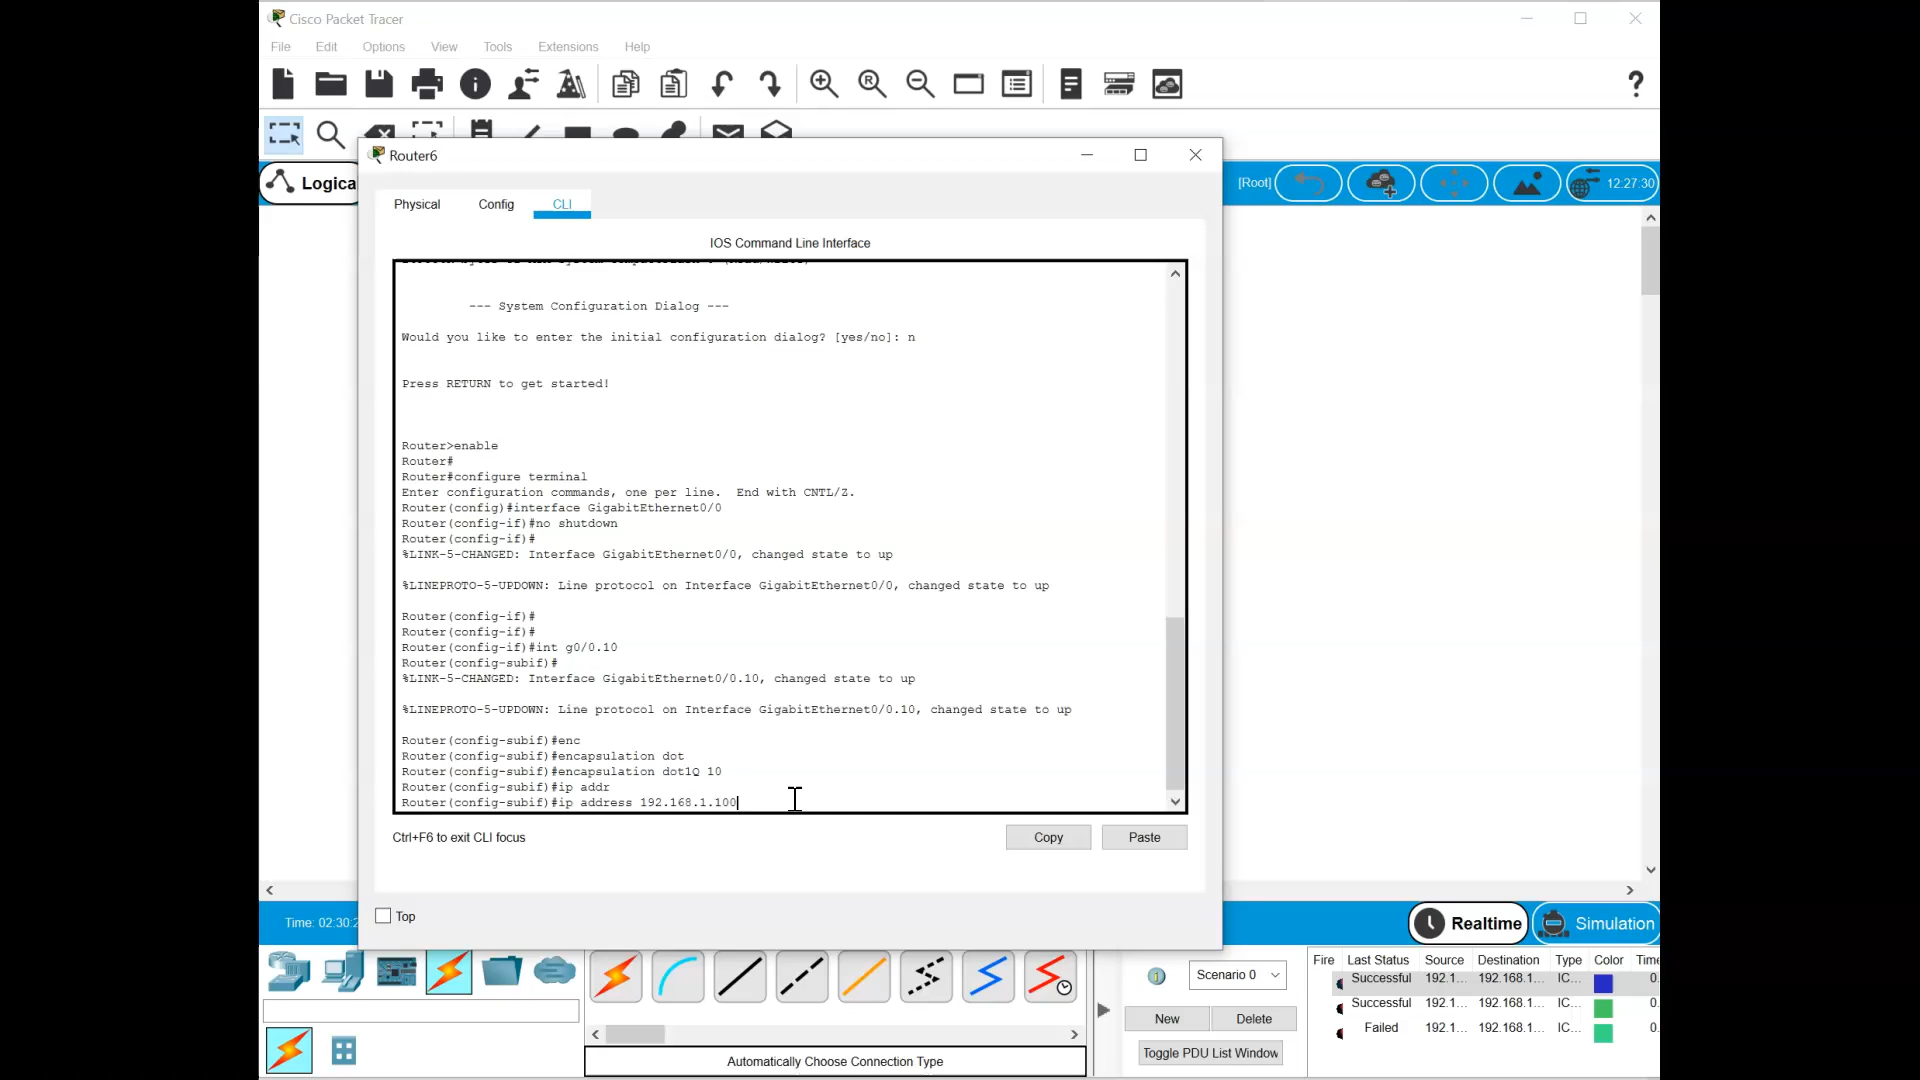 Cisco Packet Tracer
File Edit Options View Tools Extensions Help
R
?
Router6
Logica
[Root]
12:27:30
Physical Config CLI
IOS Command Line Interface
--- System Configuration Dialog ---
Would you like to enter the initial configuration dialog? [yes/no]: n
Press RETURN to get started!
Router>enable
Router#
Router#configure terminal
Enter configuration commands, one per line. End with CNTL/Z.
Router(config)#interface GigabitEthernet0/0
Router(config-if)#no shutdown
Router(config-if)#
%LINK-5-CHANGED: Interface GigabitEthernet0/0, changed state to up
%LINEPROTO-5-UPDOWN: Line protocol on Interface GigabitEthernet0/0, changed state to up
Router(config-if)#
Router(config-if)#
Router(config-if)#int g0/0.10
Router(config-subif)#
%LINK-5-CHANGED: Interface GigabitEthernet0/0.10, changed state to up
%LINEPROTO-5-UPDOWN: Line protocol on Interface GigabitEthernet0/0.10, changed state to up
Router(config-subif)#enc
Router(config-subif)#encapsulation dot
Router(config-subif)#encapsulation dot1Q 10
Router(config-subif)#ip addr
Router(config-subif)#ip address 192.168.1.100
Ctrl+F6 to exit CLI focus
Copy
Paste
Top
Time: 02:30:2
Realtime
Simulation
Scenario 0
New
Delete
Toggle PDU List Window
Automatically Choose Connection Type
Fire Last Status Source Destination Type Color Time
Successful 192.1... 192.168.1... IC... 0.
Successful 192.1... 192.168.1... IC... 0.
Failed 192.1... 192.168.1... IC... 0.